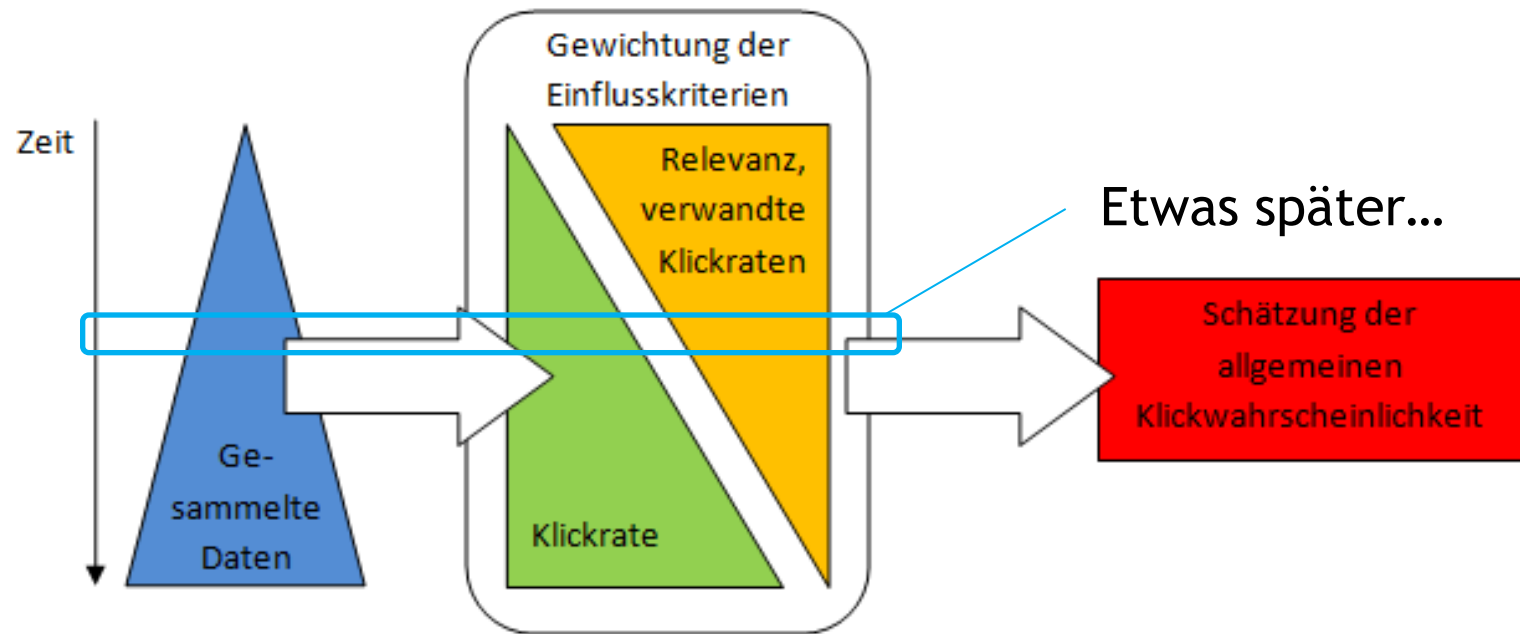 Zeit
Ge-
sammelte
Daten
Gewichtung der
Einflusskriterien
Relevanz,
verwandte
Klickraten
Klickrate
Etwas später…
Schätzung der
allgemeinen
Klickwahrscheinlichkeit